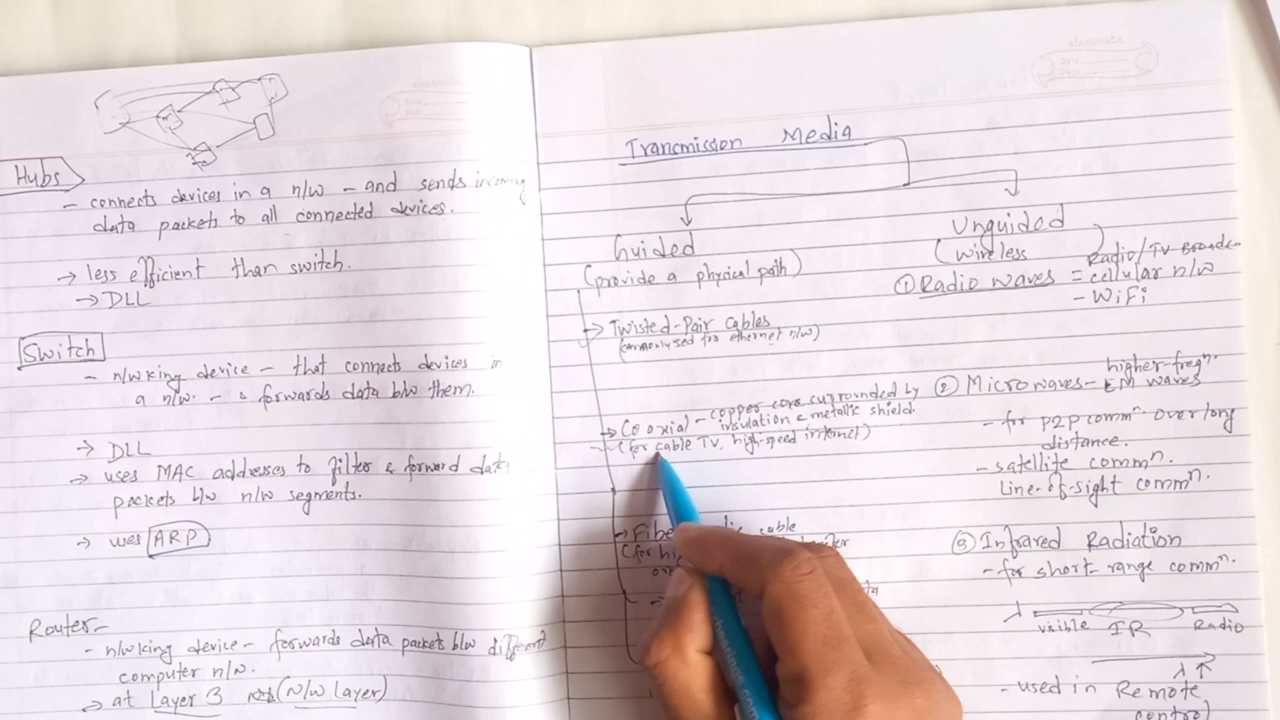 Hubs
- connects devices in a n/w - and sends incoming
data packets to all connected devices.
→ less efficient than switch.
→ DLL
Switch
- n/wking device - that connects devices in
a n/w. - & forwards data b/w them.
→ DLL
→ uses MAC addresses to filter & forward data
packets b/w n/w segments.
→ uses ARP
Router-
- n/wking device - forwards data packets b/w different
computer n/w.
→ at Layer 3 (N/w layer)
classmate
Transmission Media
Guided
(provide a physical path)
→ Twisted-Pair Cables
(commonly used for ethernet n/w)
→ Coaxial - copper core surrounded by
insulation & metallic shield.
(for cable TV, high-speed internet)
→ Fibe cable
(for hi
Unguided
(wireless)
① Radio waves = Radio/TV Broadca
= cellular n/w
- WiFi
② Microwaves - higher-freqn.
EM waves
- for P2P commn. over long
distance.
- satellite commn.
Line-of-sight commn.
③ Infrared Radiation
- for short range commn.
λ visible IR Radio
λ ↑
- used in Remote
control